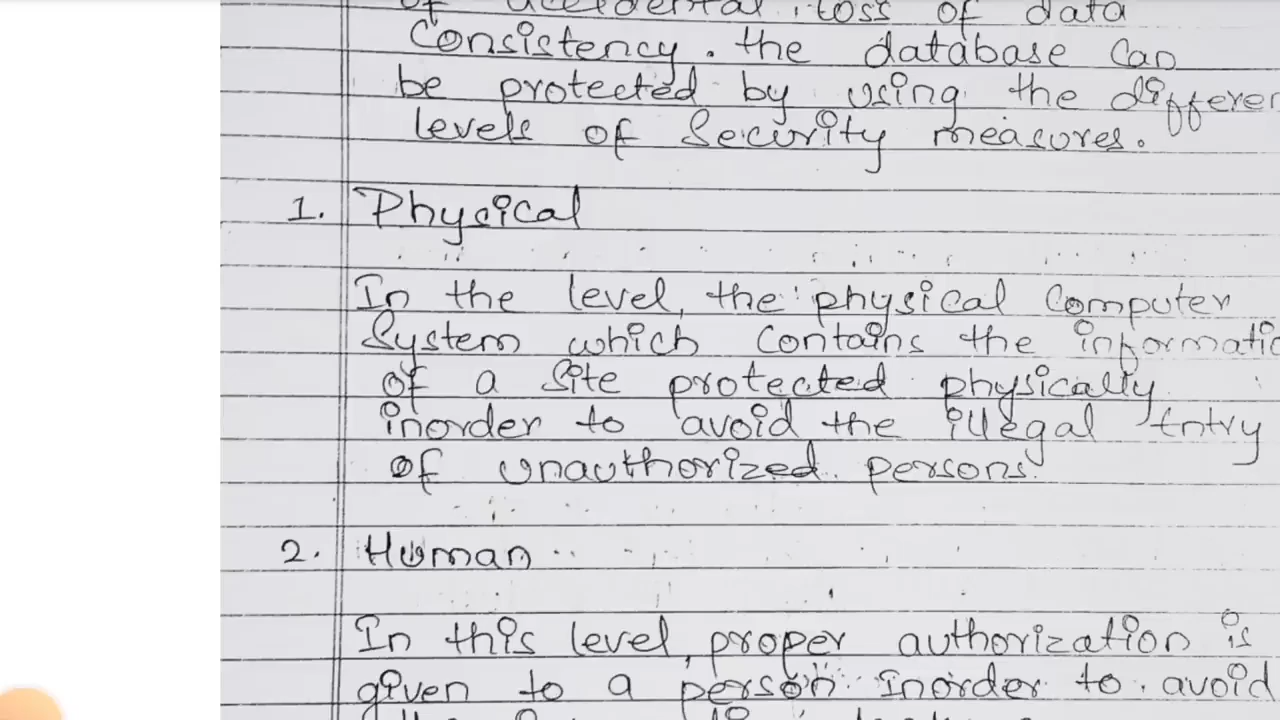 of accidental loss of data
Consistency. the database Can
be protected by using the differen
levels of Security measures.
1. Physical
In the level, the physical Computer
System which contains the informatio
of a Site protected physically
inorder to avoid the illegal Entry
of unauthorized persons.
2. Human
In this level, proper authorization is
given to a person inorder to avoid